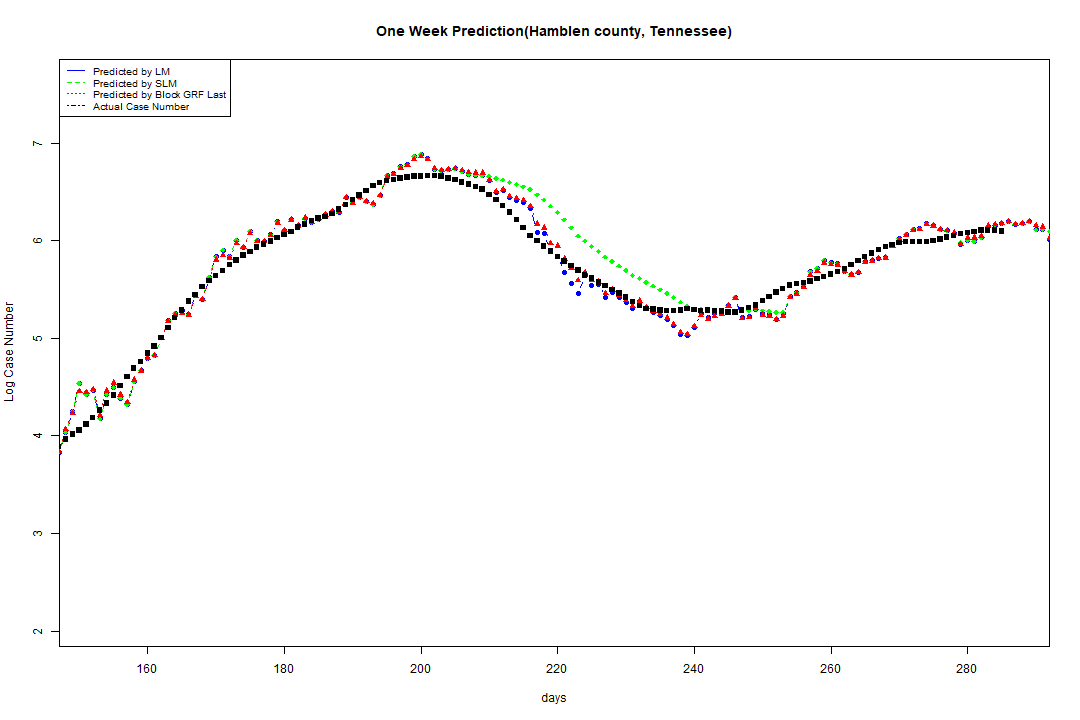 One Week Prediction(Hamblen county, Tennessee)
Predicted by LM
Predicted by SLM
Predicted by Block GRF Last
Actual Case Number
Log Case Number
7
6
5
4
3
2
160 180 200 220 240 260 280
days